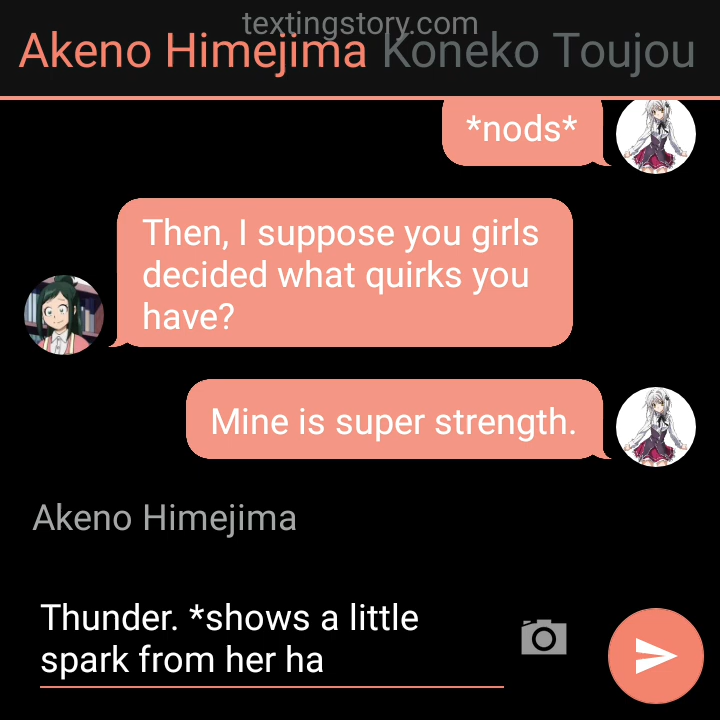 textingstory.com
Akeno Himejima Koneko Toujou
*nods*
Then, I suppose you girls
decided what quirks you
have?
Mine is super strength.
Akeno Himejima
Thunder. *shows a little
spark from her ha